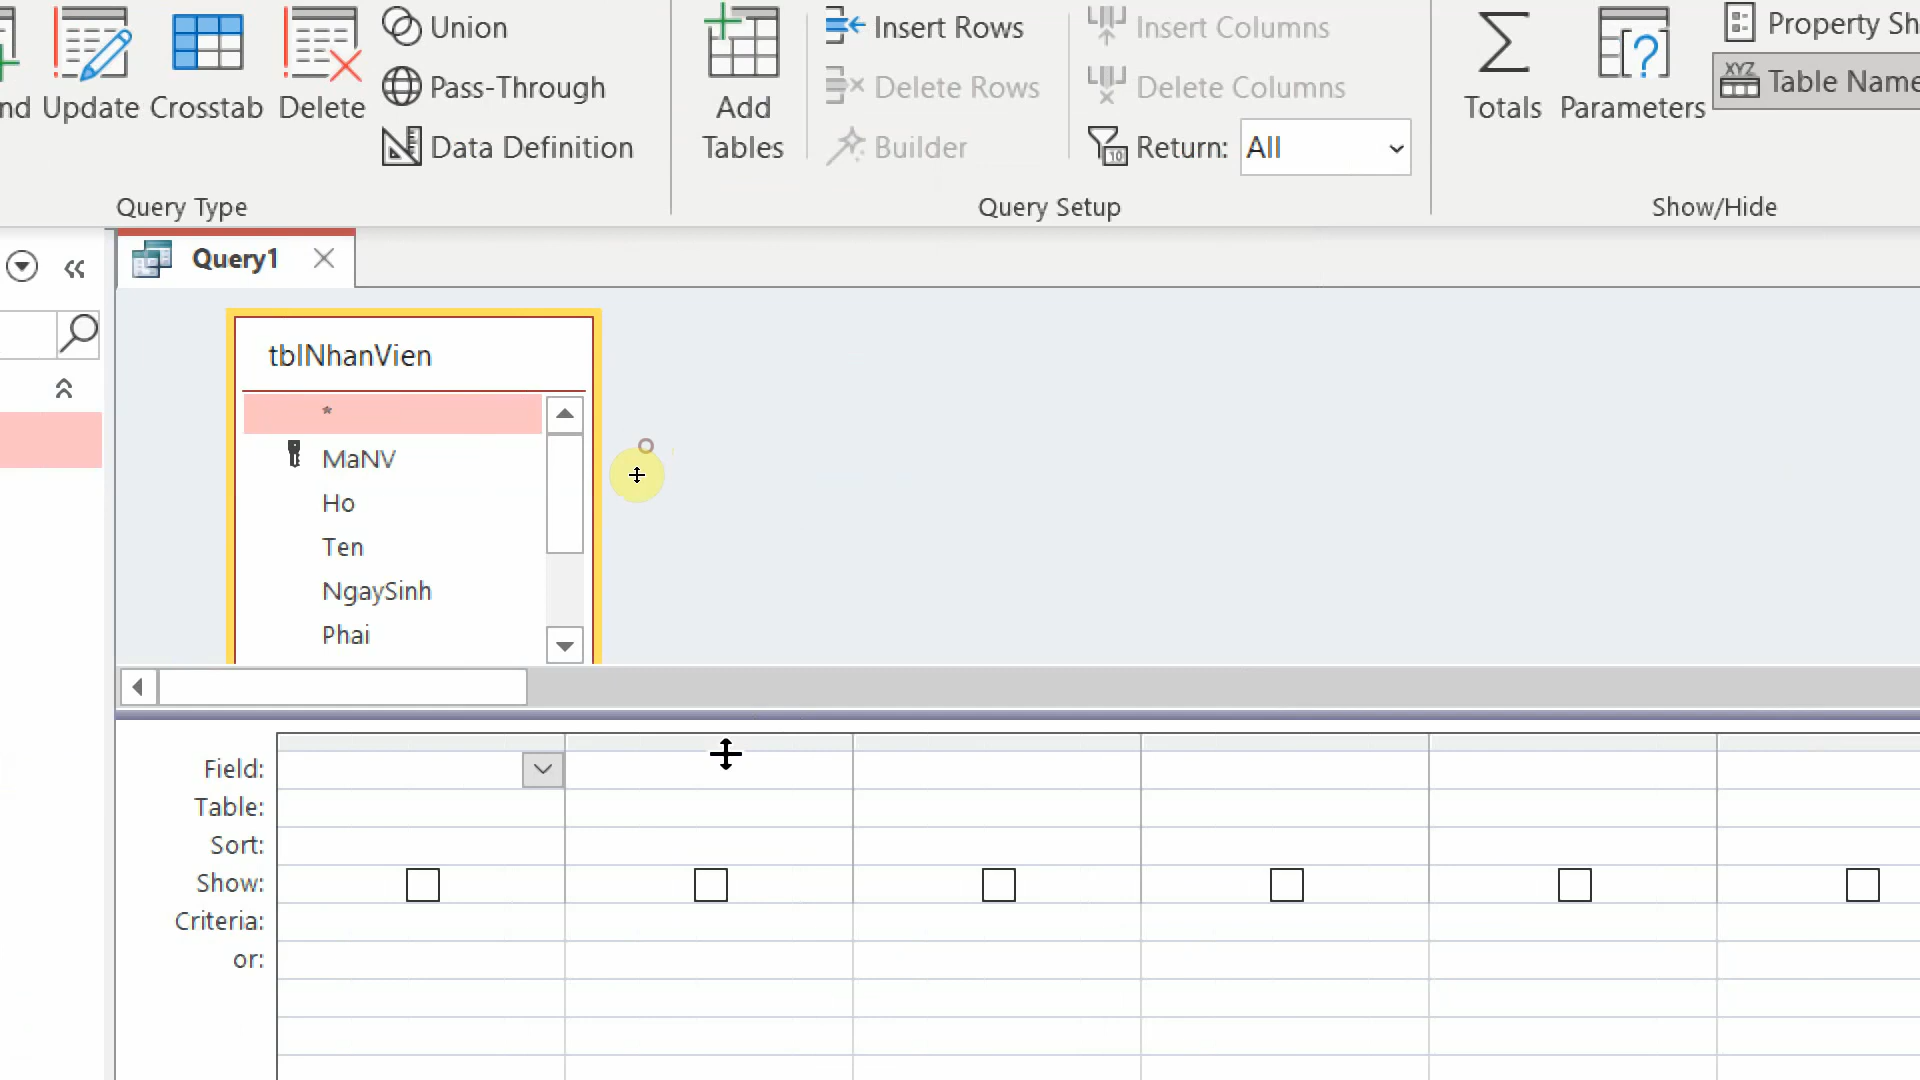 Union
Insert Rows
Insert Columns
Property Sh
nd
Update
Crosstab
Delete
Pass-Through
Add
Tables
Delete Rows
Delete Columns
Totals
Parameters
XYZ
Table Name
Data Definition
Builder
10
Return:
All
Query Type
Query Setup
Show/Hide
Query1
tblNhanVien
*
MaNV
Ho
Ten
NgaySinh
Phai
Field:
Table:
Sort:
Show:
Criteria:
or: